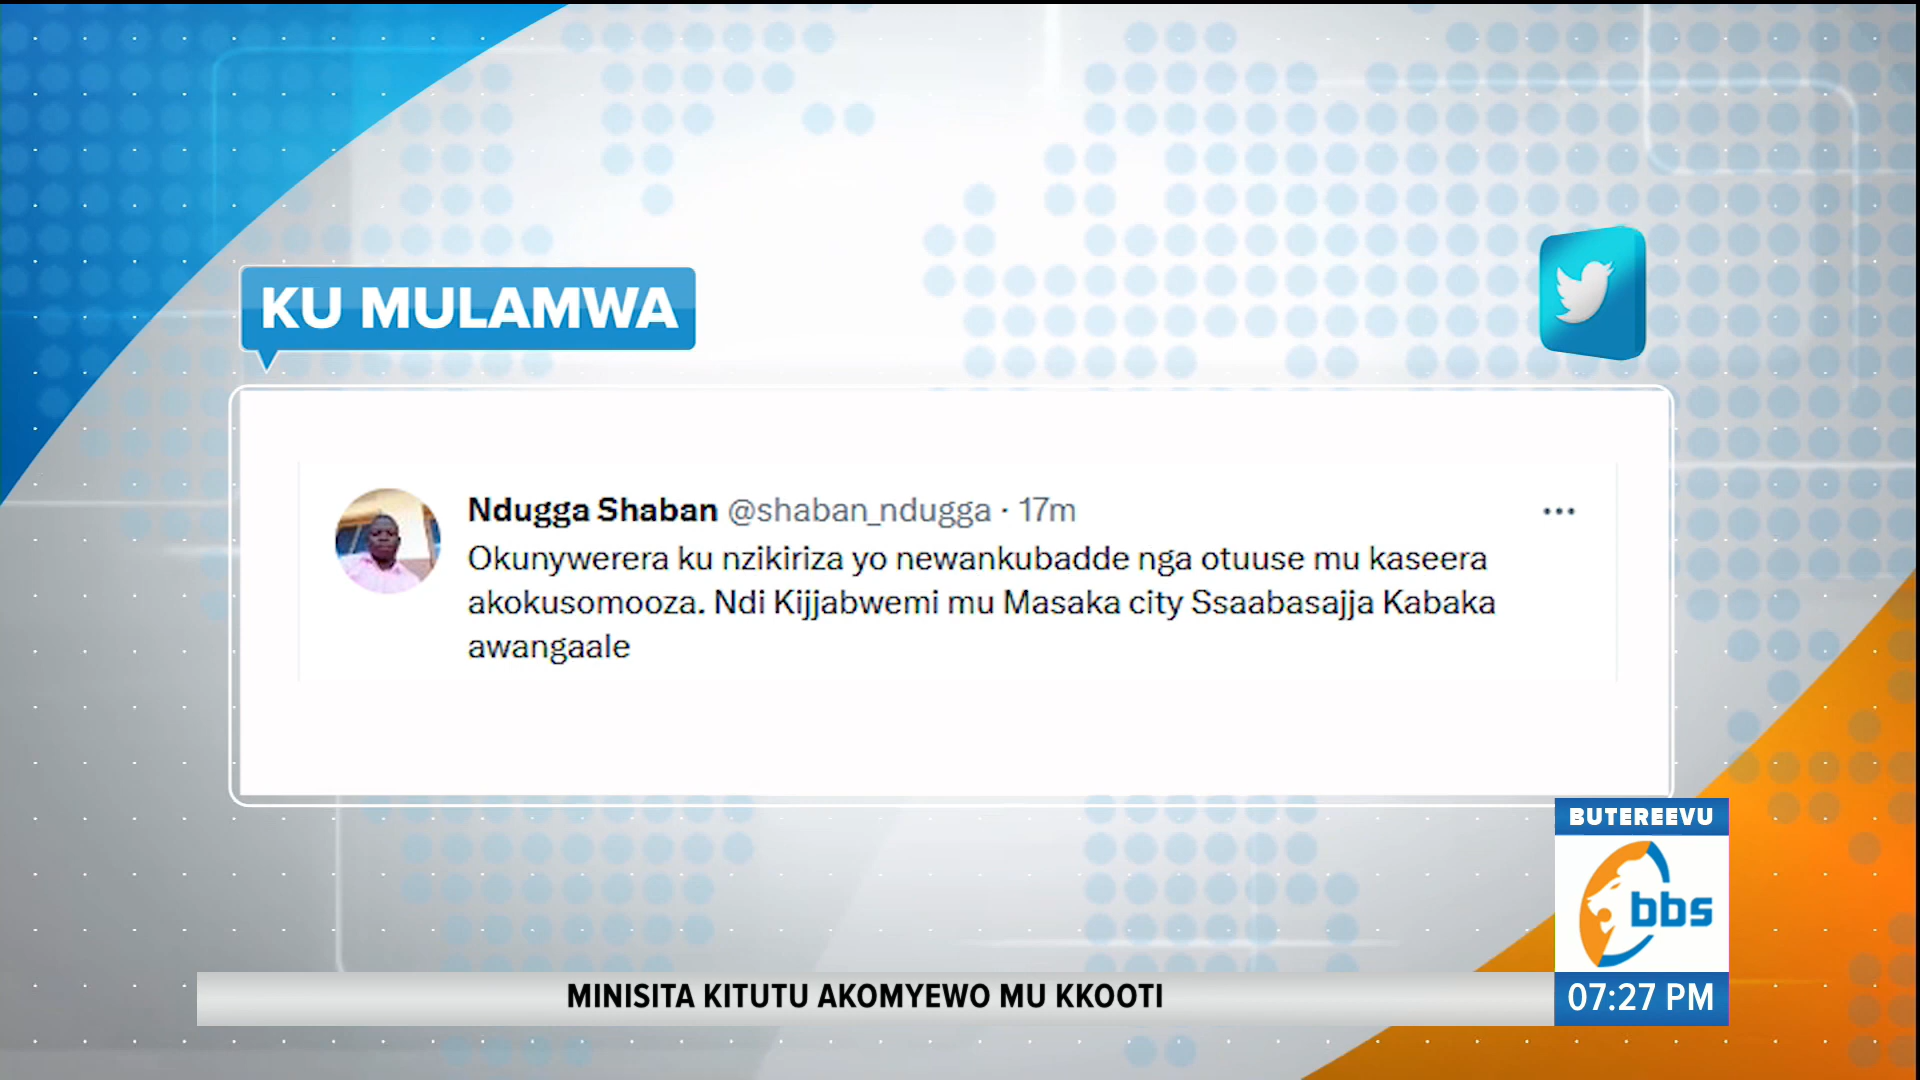 KU MULAMWA
Ndugga Shaban @shaban_ndugga · 17m
Okunywerera ku nzikiriza yo newankubadde nga otuuse mu kaseera
akokusomooza. Ndi Kijjabwemi mu Masaka city Ssaabasajja Kabaka
awangaale
BUTEREEVU
bbs
MINISITA KITUTU AKOMYEWO MU KKOOTI
07:27 PM